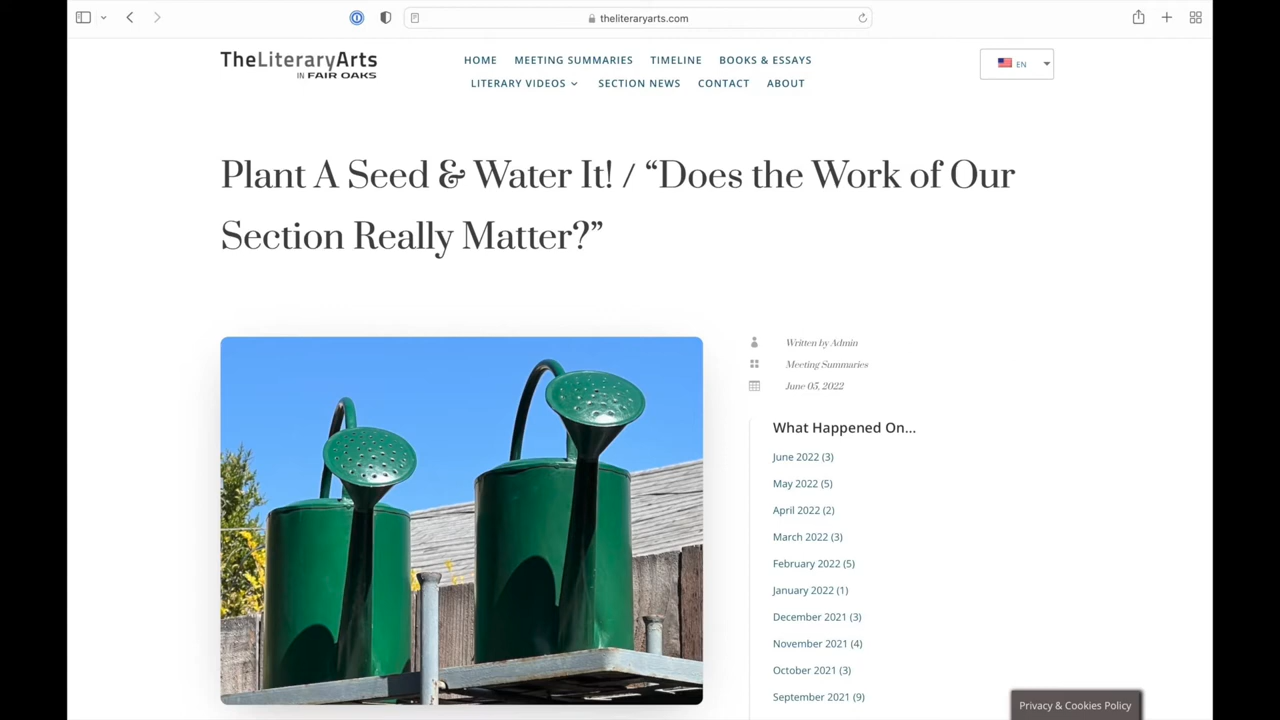 theliteraryarts.com
TheLiteraryArts
IN FAIR OAKS
HOME MEETING SUMMARIES TIMELINE BOOKS & ESSAYS
LITERARY VIDEOS SECTION NEWS CONTACT ABOUT
EN
Plant A Seed & Water It! / “Does the Work of Our
Section Really Matter?”
Written by Admin
Meeting Summaries
June 05, 2022
What Happened On...
June 2022 (3)
May 2022 (5)
April 2022 (2)
March 2022 (3)
February 2022 (5)
January 2022 (1)
December 2021 (3)
November 2021 (4)
October 2021 (3)
September 2021 (9)
Privacy & Cookies Policy